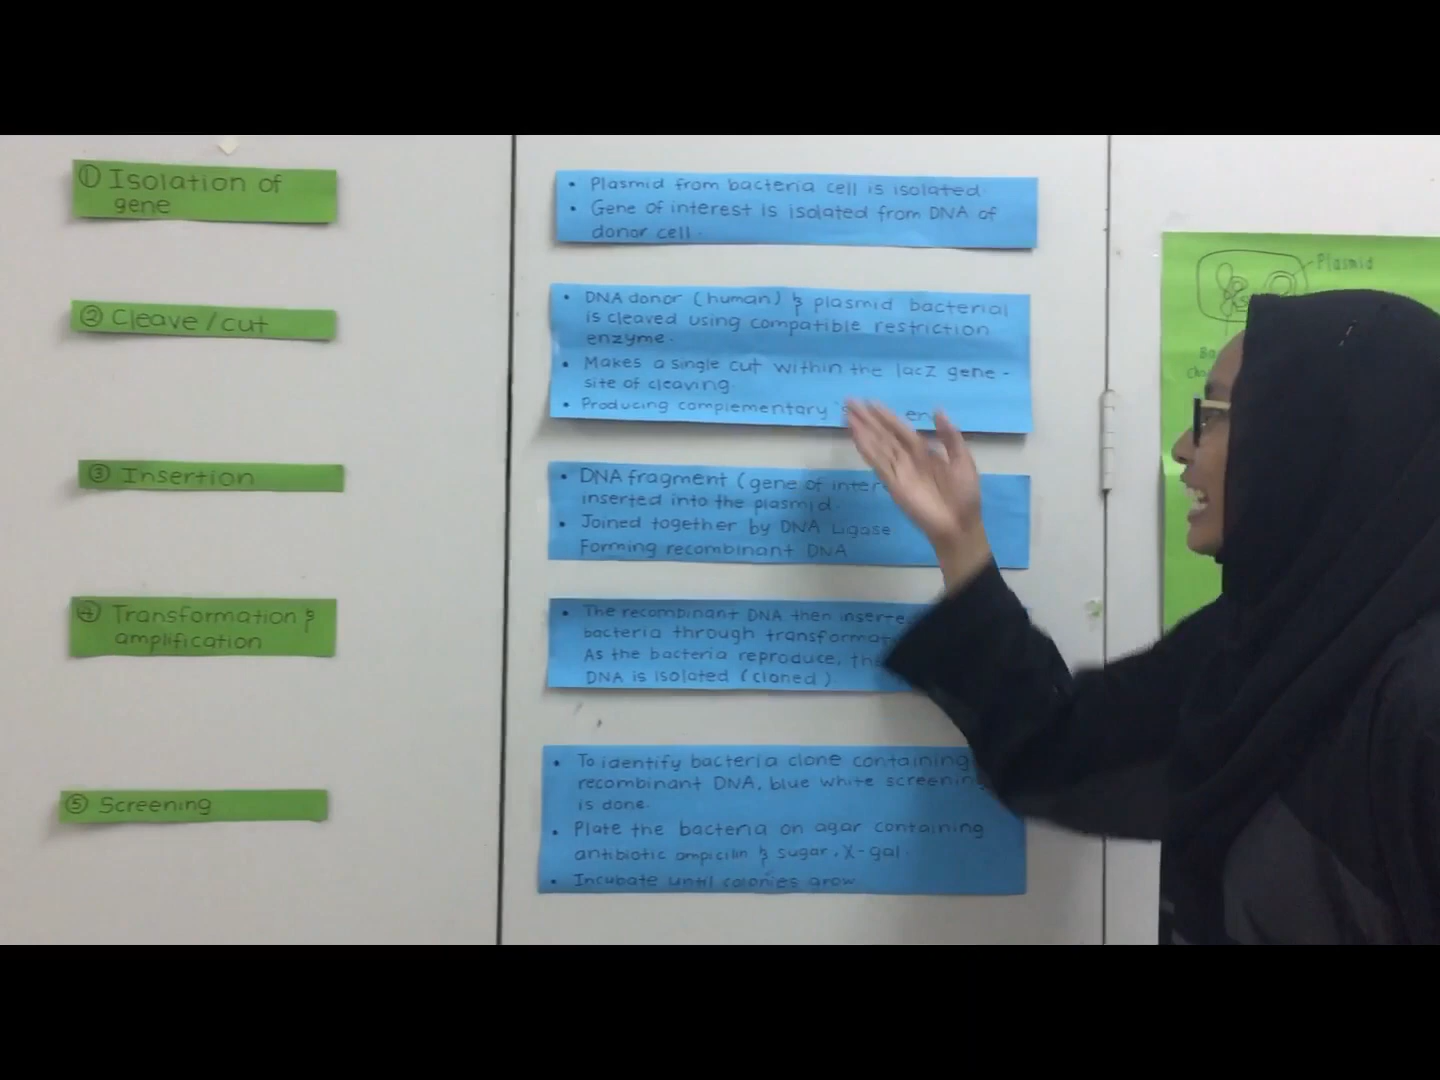 ① Isolation of
gene
• Plasmid from bacteria cell is isolated.
• Gene of interest is isolated from DNA of
donor cell.
② Cleave/cut
• DNA donor (human) & plasmid bacterial
is cleaved using compatible restriction
enzyme.
• Makes a single cut within the lacZ gene -
site of cleaving.
• Producing complementary
③ Insertion
• DNA fragment (gene of
inserted into the plasmid.
• Joined together by DNA Ligase
Forming recombinant DNA
④ Transformation &
amplification
• The recombinant DNA then
bacteria through
As the bacteria reproduce,
DNA is isolated (cloned)
⑤ Screening
• To identify bacteria clone containing
recombinant DNA, blue white screening
is done.
• Plate the bacteria on agar containing
antibiotic ampicilin & sugar, X-gal.
• Incubate until colonies grow
Plasmid